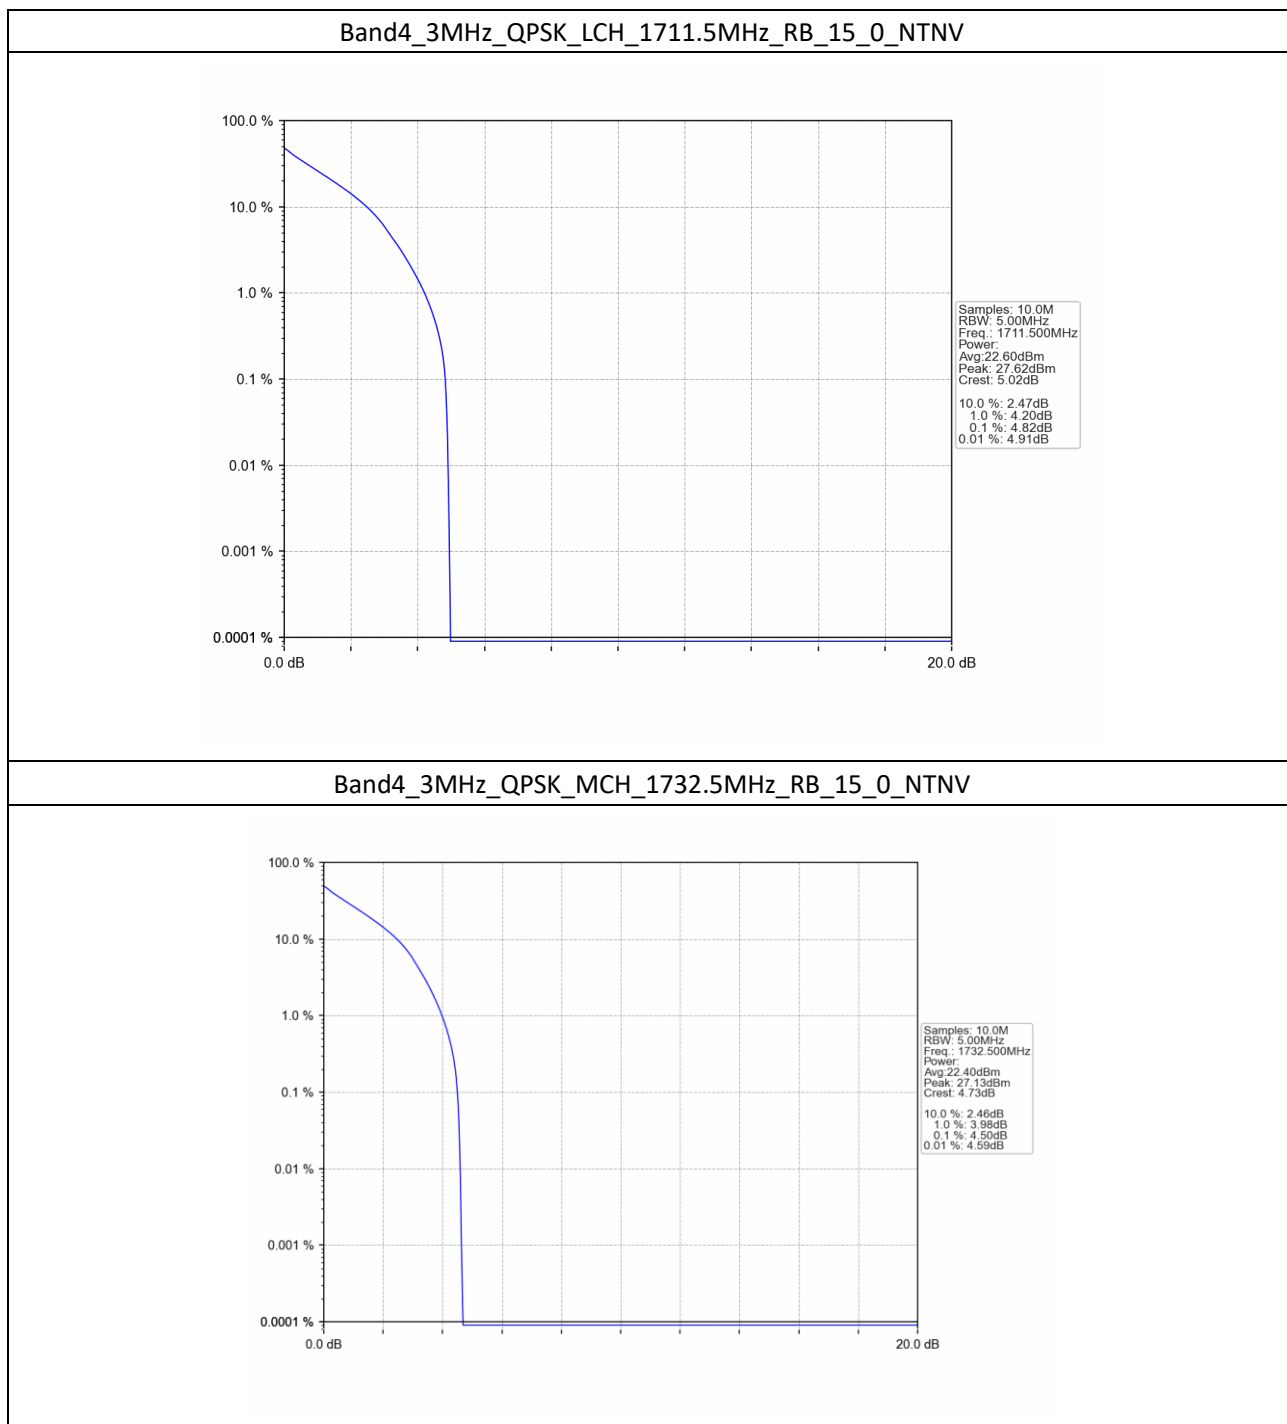 Band4_3MHz_QPSK_LCH_1711.5MHz_RB_15_0_NTNV
100.0 %
10.0 %
1.0 %
0.1 %
0.01 %
0.001 %
0.0001 %
0.0 dB
20.0 dB
Samples: 10.0M
RBW: 5.00MHz
Freq.: 1711.500MHz
Power:
Avg:22.60dBm
Peak: 27.62dBm
Crest: 5.02dB
10.0 %: 2.47dB
1.0 %: 4.20dB
0.1 %: 4.82dB
0.01 %: 4.91dB
Band4_3MHz_QPSK_MCH_1732.5MHz_RB_15_0_NTNV
100.0 %
10.0 %
1.0 %
0.1 %
0.01 %
0.001 %
0.0001 %
0.0 dB
20.0 dB
Samples: 10.0M
RBW: 5.00MHz
Freq.: 1732.500MHz
Power:
Avg:22.40dBm
Peak: 27.13dBm
Crest: 4.73dB
10.0 %: 2.46dB
1.0 %: 3.98dB
0.1 %: 4.50dB
0.01 %: 4.59dB